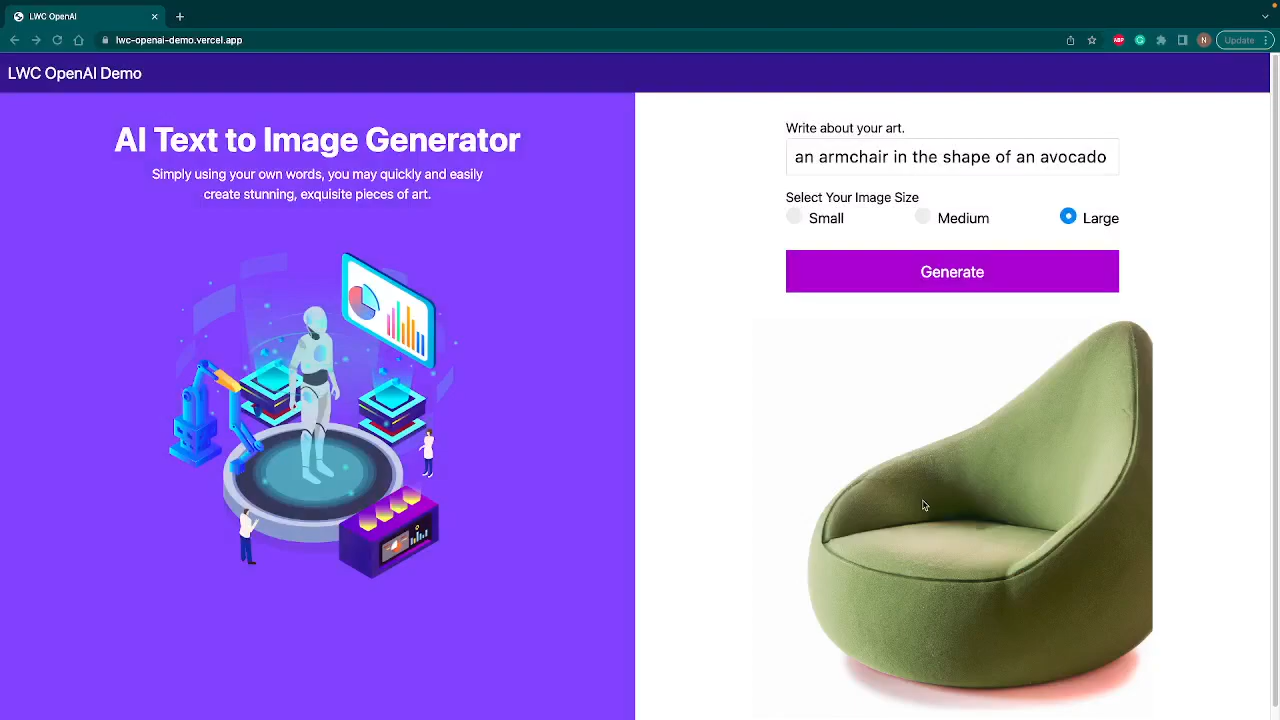 LWC OpenAI
lwc-openai-demo.vercel.app
ABP
N
Update
LWC OpenAI Demo
AI Text to Image Generator
Simply using your own words, you may quickly and easily
create stunning, exquisite pieces of art.
Write about your art.
an armchair in the shape of an avocado
Select Your Image Size
Small
Medium
Large
Generate